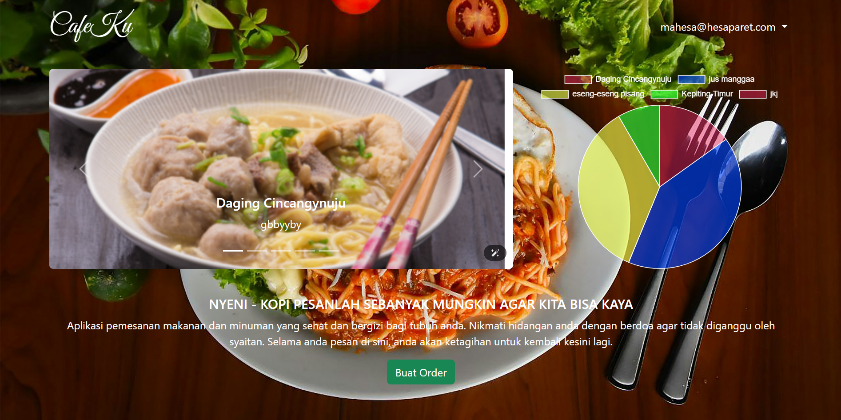 CafeKu
mahesa@hesaparet.com
Daging Cincangynuju jus manggaa
eseng-eseng pisang Kepiting Timur jkj
Daging Cincangynuju
gbbyyby
NYENI - KOPI PESANLAH SEBANYAK MUNGKIN AGAR KITA BISA KAYA
Aplikasi pemesanan makanan dan minuman yang sehat dan bergizi bagi tubuh anda. Nikmati hidangan anda dengan berdoa agar tidak diganggu oleh
syaitan. Selama anda pesan di sini, anda akan ketagihan untuk kembali kesini lagi.
Buat Order